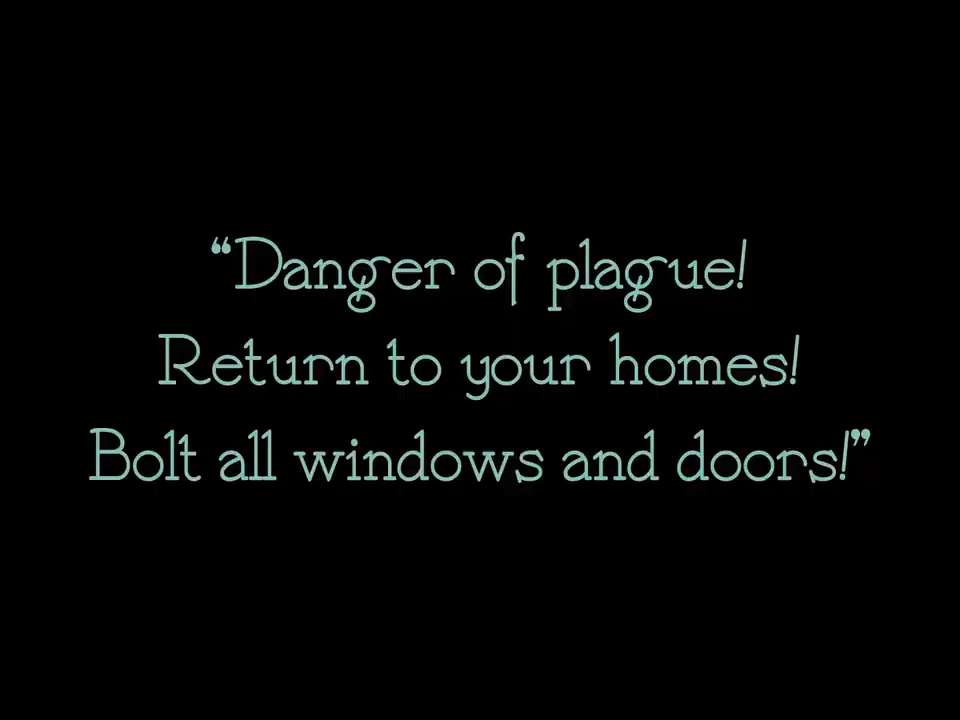 “Danger of plague!
Return to your homes!
Bolt all windows and doors!”